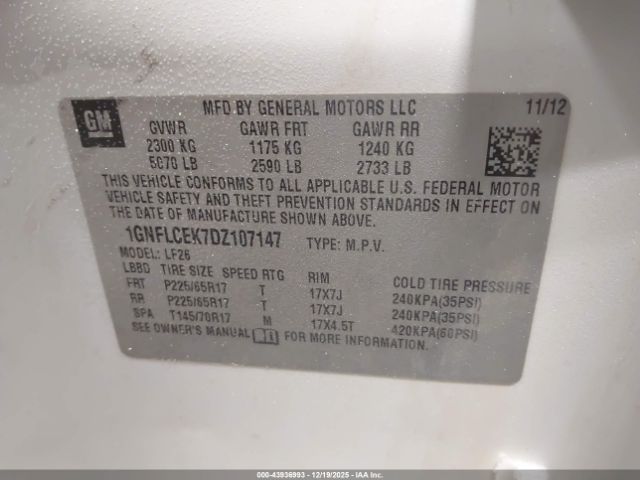 GM
MFD BY GENERAL MOTORS LLC 11/12
GVWR GAWR FRT GAWR RR
2300 KG 1175 KG 1240 KG
5070 LB 2590 LB 2733 LB
THIS VEHICLE CONFORMS TO ALL APPLICABLE U.S. FEDERAL MOTOR
VEHICLE SAFETY AND THEFT PREVENTION STANDARDS IN EFFECT ON
THE DATE OF MANUFACTURE SHOWN ABOVE.
1GNFLCEK7DZ107147 TYPE: M.P.V.
MODEL: LF26
LBBD TIRE SIZE SPEED RTG RIM COLD TIRE PRESSURE
FRT P225/65R17 T 17X7J 240KPA(35PSI)
RR P225/65R17 T 17X7J 240KPA(35PSI)
SPA T145/70R17 M 17X4.5T 420KPA(60PSI)
SEE OWNER'S MANUAL FOR MORE INFORMATION.
000-43936993 - 12/19/2025 - IAAI.com